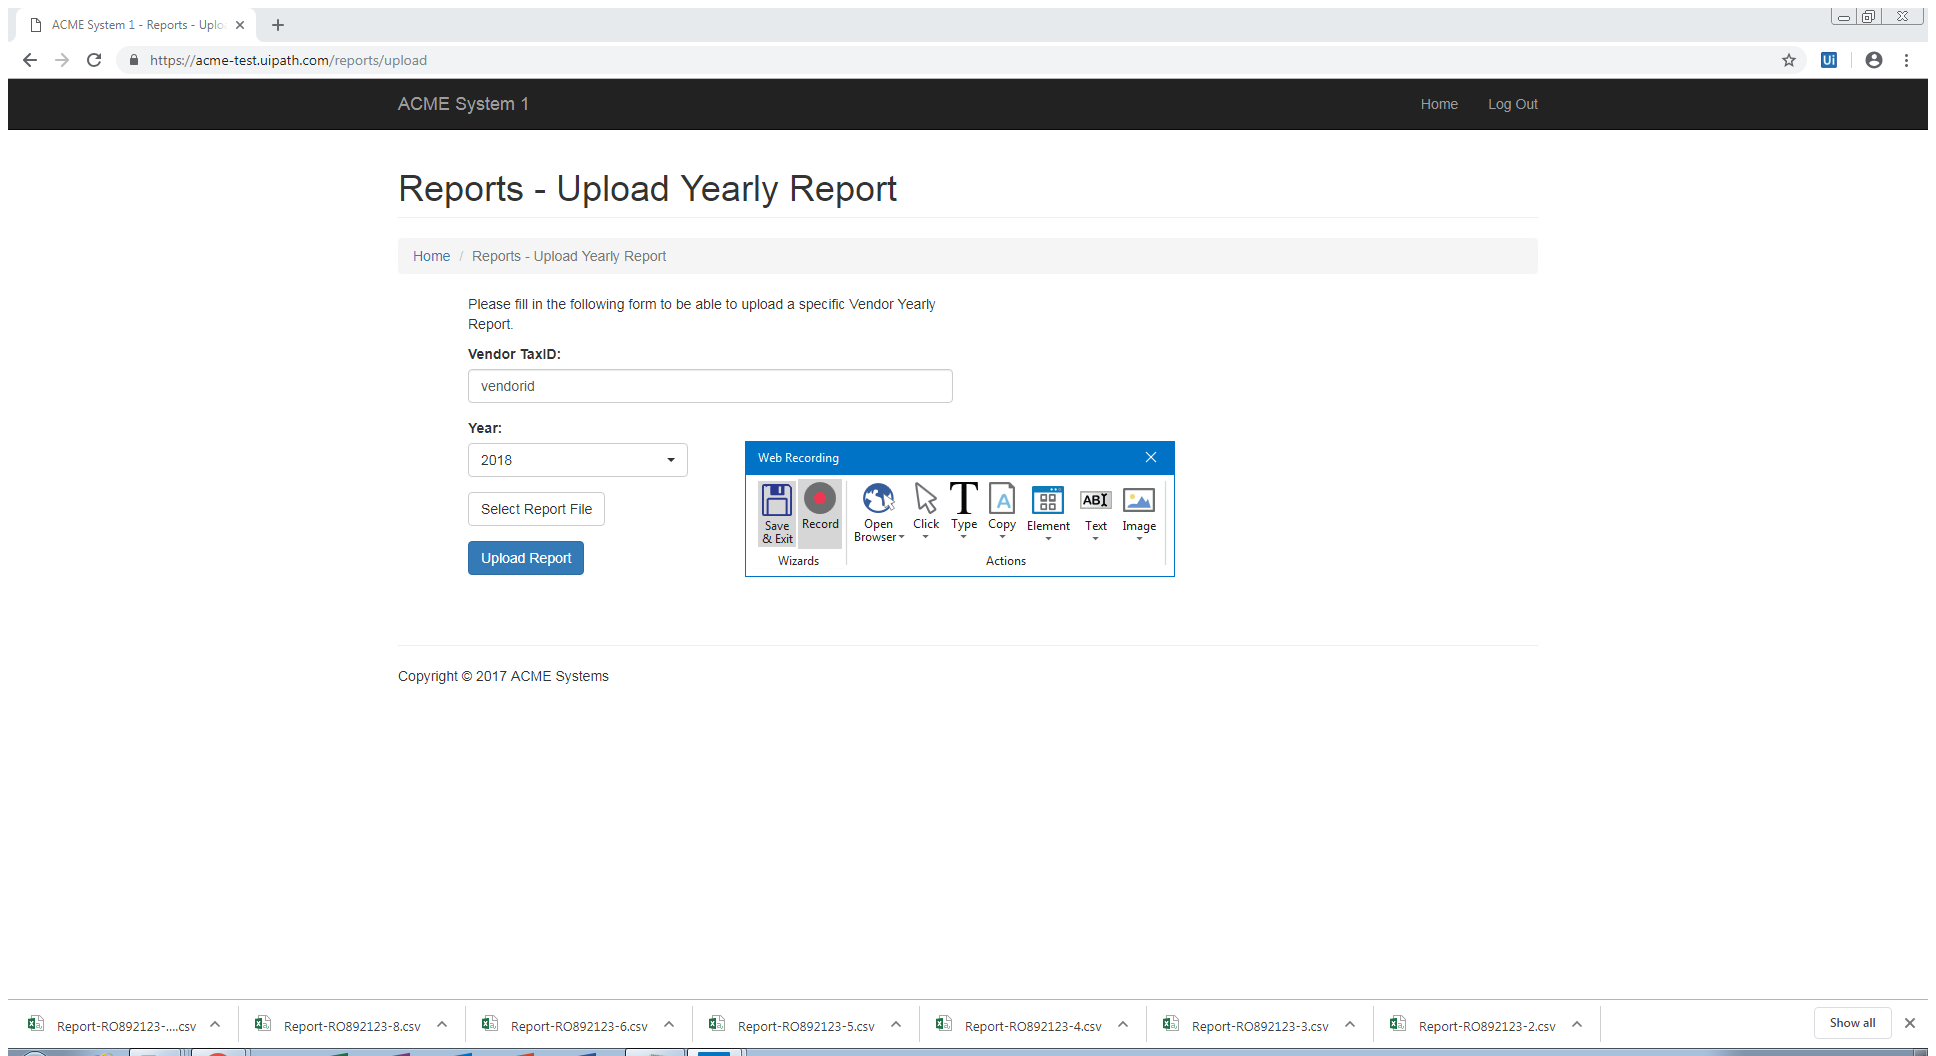 ACME System 1 - Reports - Uplo
https://acme-test.uipath.com/reports/upload
Ui
ACME System 1
Home
Log Out
Reports - Upload Yearly Report
Home / Reports - Upload Yearly Report
Please fill in the following form to be able to upload a specific Vendor Yearly
Report.
Vendor TaxID:
vendorid
Year:
2018
Select Report File
Upload Report
Web Recording
Save
& Exit
Record
Wizards
Open
Browser
Click
T
Type
A
Copy
Element
ABI
Text
Image
Actions
Copyright © 2017 ACME Systems
Report-RO892123-....csv
Report-RO892123-8.csv
Report-RO892123-6.csv
Report-RO892123-5.csv
Report-RO892123-4.csv
Report-RO892123-3.csv
Report-RO892123-2.csv
Show all